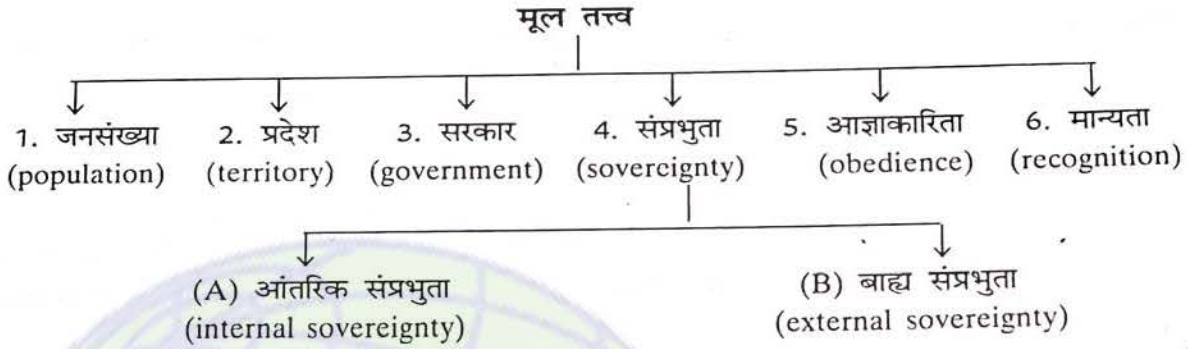 मूल तत्त्व
1. जनसंख्या 2. प्रदेश 3. सरकार 4. संप्रभुता 5. आज्ञाकारिता 6. मान्यता
(population) (territory) (government) (sovereignty) (obedience) (recognition)
(A) आंतरिक संप्रभुता (B) बाह्य संप्रभुता
(internal sovereignty) (external sovereignty)